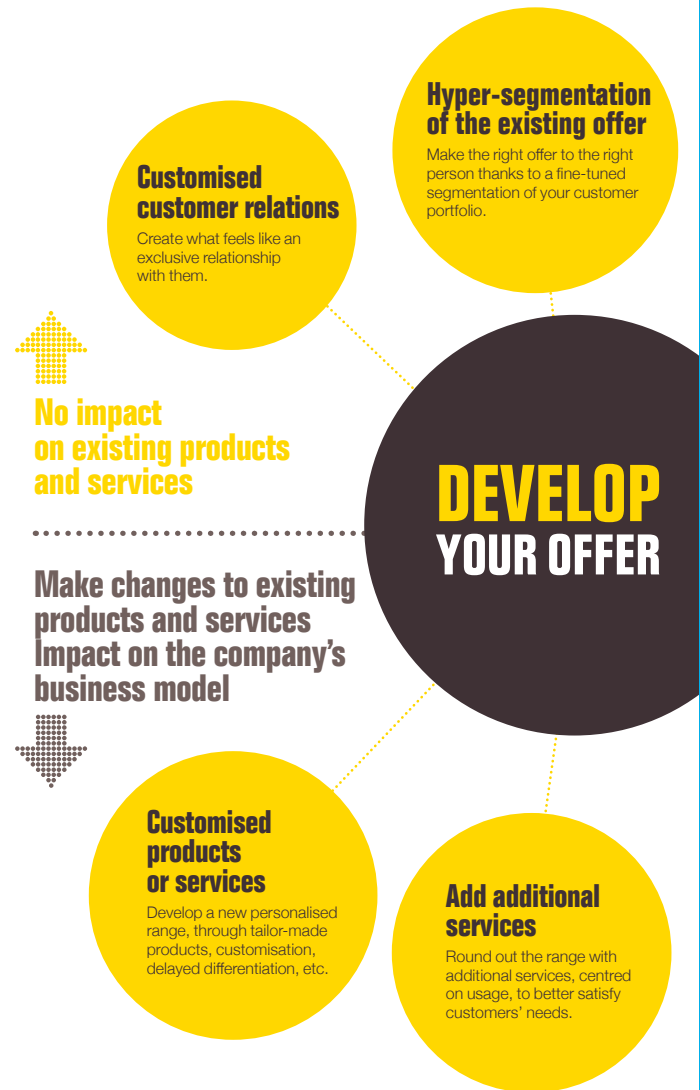 Hyper-segmentation
of the existing offer
Make the right offer to the right
person thanks to a fine-tuned
segmentation of your customer
portfolio.
Customised
customer relations
Create what feels like an
exclusive relationship
with them.
No impact
on existing products
and services
DEVELOP
YOUR OFFER
Make changes to existing
products and services
Impact on the company’s
business model
Customised
products
or services
Develop a new personalised
range, through tailor-made
products, customisation,
delayed differentiation, etc.
Add additional
services
Round out the range with
additional services, centred
on usage, to better satisfy
customers’ needs.